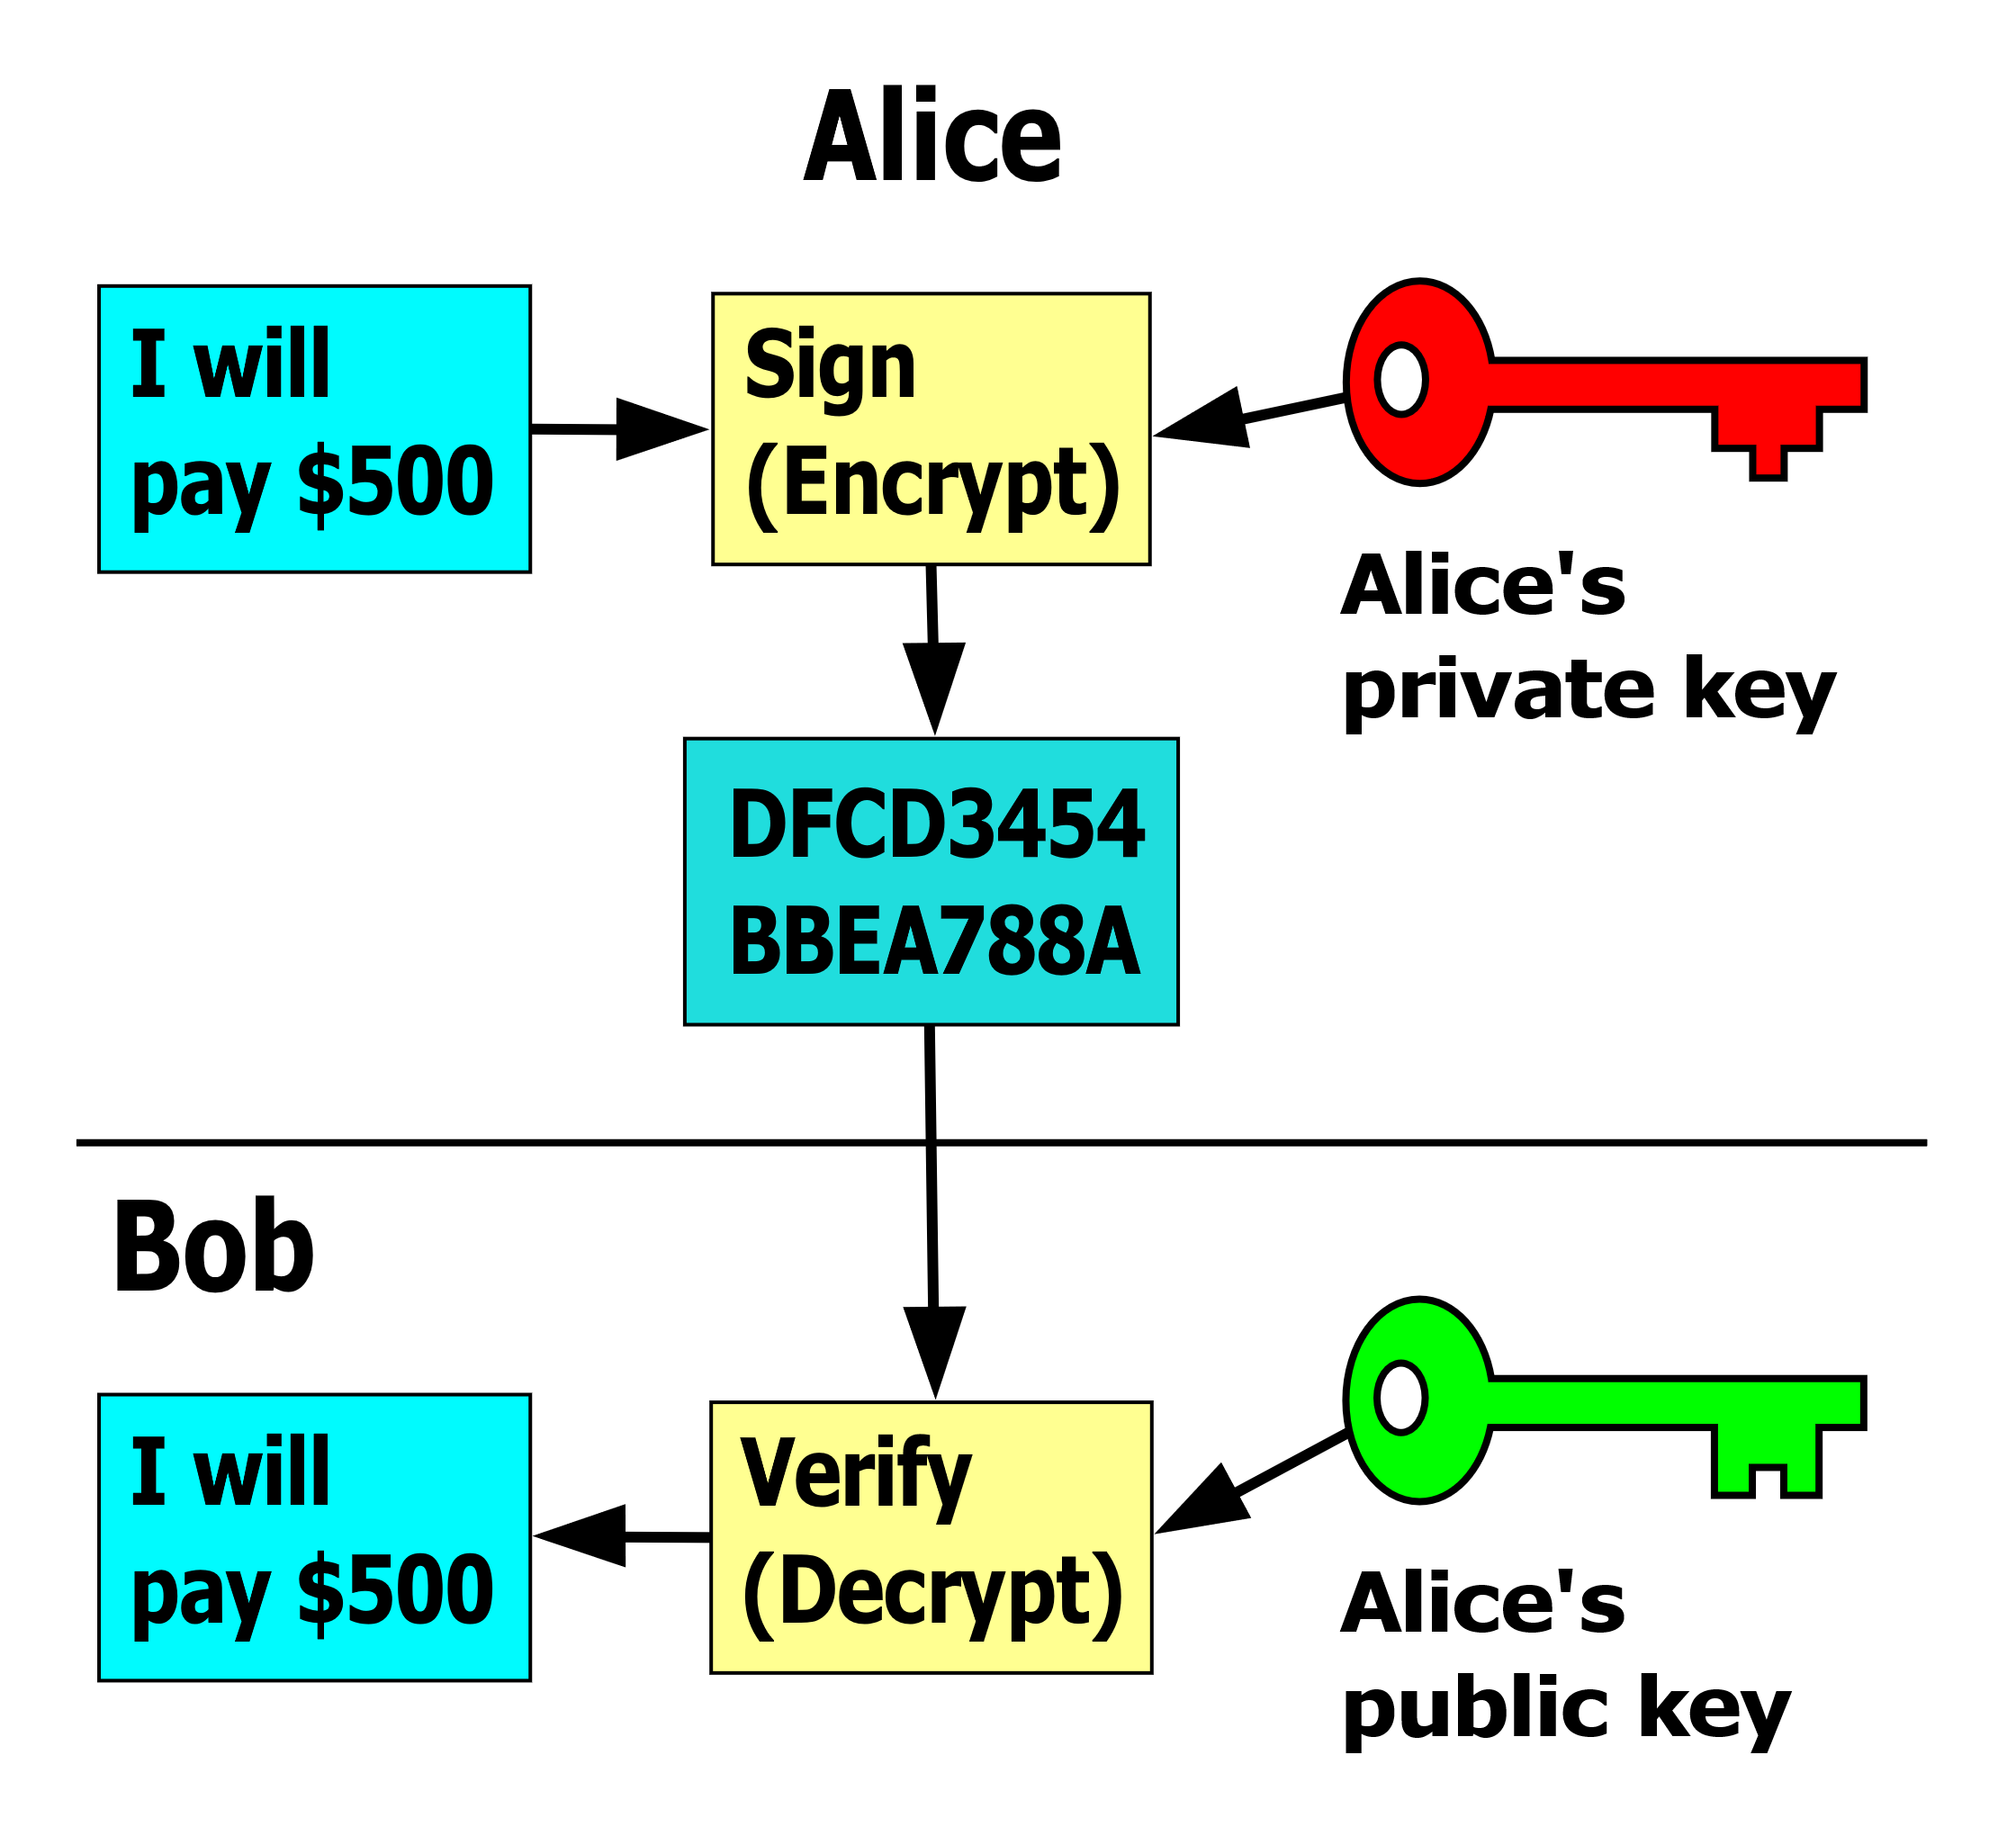 Alice
I will
pay $500
Sign
(Encrypt)
Alice's
private key
DFCD3454
BBEA788A
Bob
I will
pay $500
Verify
(Decrypt)
Alice's
public key